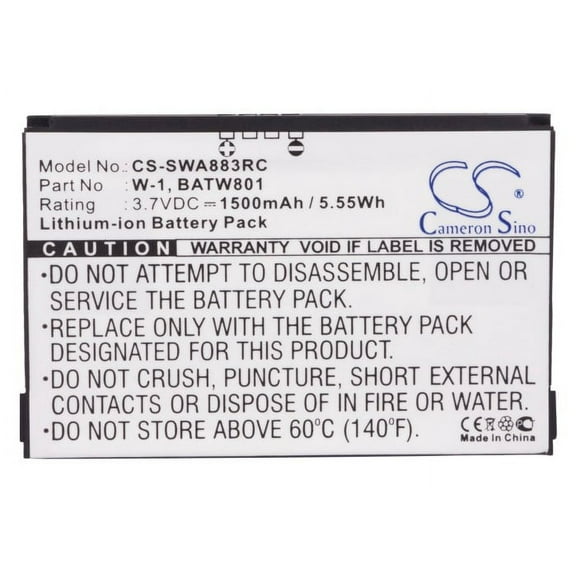 Model No.: CS-SWA883RC
Part No : W-1, BATW801
Rating : 3.7VDC 1500mAh / 5.55Wh
Lithium-ion Battery Pack
CS
Cameron Sino
CAUTION WARRANTY VOID IF LABEL IS REMOVED.
•DO NOT ATTEMPT TO DISASSEMBLE, OPEN
OR SERVICE BATTERY PACK.
•REPLACE ONLY WITH THE BATTERY PACK
DESIGNATED FOR THIS PRODUCT.
•DO NOT CRUSH, PUNCTURE, SHORT EXTERNAL
CONTACTS OR DISPOSE OF IN FIRE OR WATER.
•DO NOT STORE ABOVE 60°C (140°F).
CE
Made In China